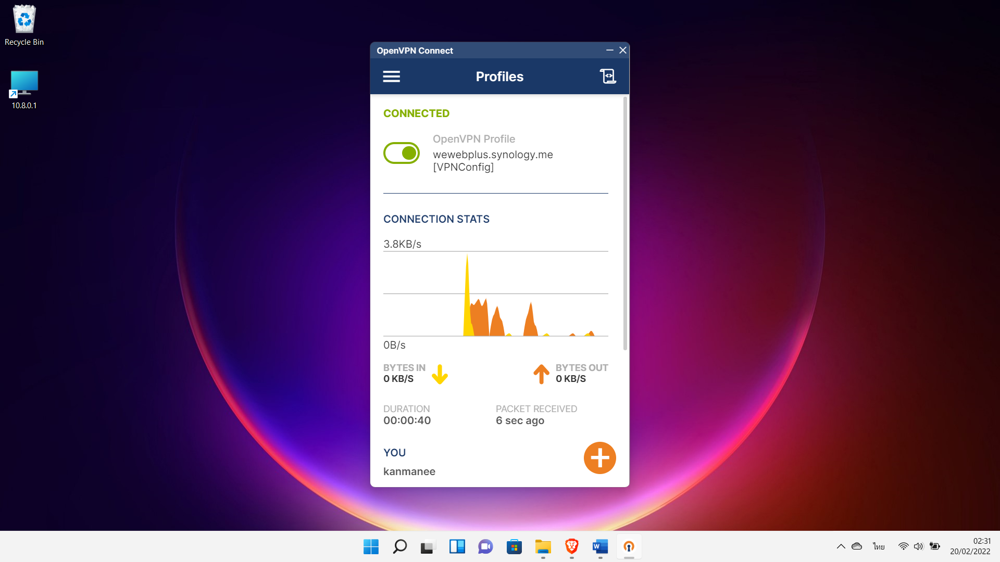 Recycle Bin
10.8.0.1
OpenVPN Connect
Profiles
CONNECTED
OpenVPN Profile
wewebplus.synology.me
[VPNConfig]
CONNECTION STATS
3.8KB/s
0B/s
BYTES IN
0 KB/S
BYTES OUT
0 KB/S
DURATION
00:00:40
PACKET RECEIVED
6 sec ago
YOU
kanmanee
W
ไทย
02:31
20/02/2022